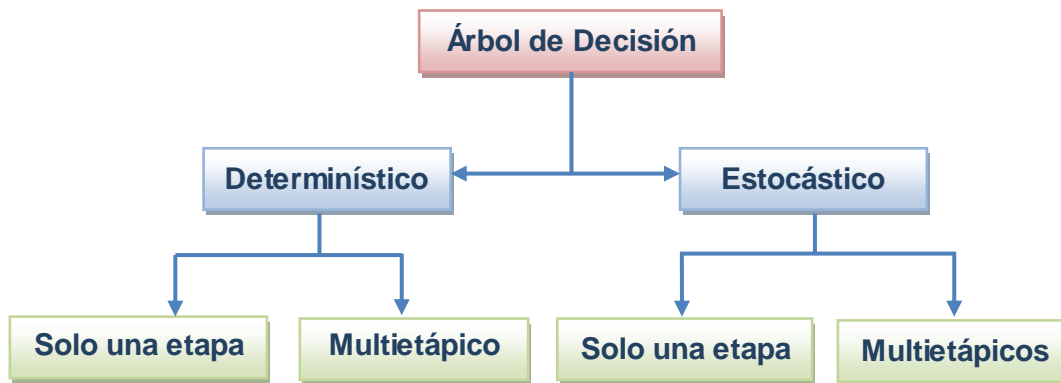 Árbol de Decisión
Determinístico
Estocástico
Solo una etapa
Multietápico
Solo una etapa
Multietápicos